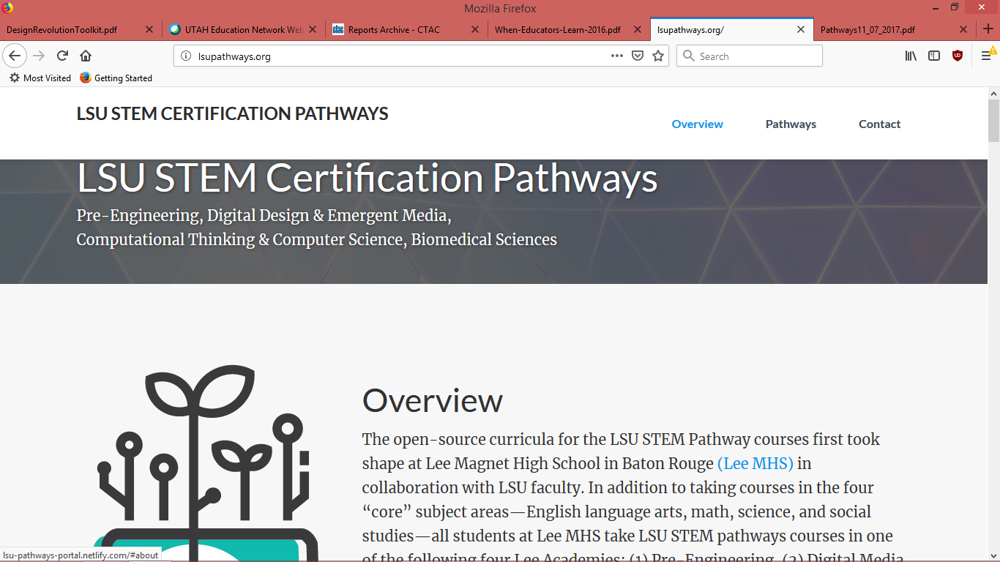 Mozilla Firefox
DesignRevolutionToolkit.pdf
UTAH Education Network Web
ctac Reports Archive - CTAC
When-Educators-Learn-2016.pdf
lsupathways.org/
Pathways11_07_2017.pdf
lsupathways.org
Search
Most Visited
Getting Started
LSU STEM CERTIFICATION PATHWAYS
Overview
Pathways
Contact
LSU STEM Certification Pathways
Pre-Engineering, Digital Design & Emergent Media,
Computational Thinking & Computer Science, Biomedical Sciences
Overview
The open-source curricula for the LSU STEM Pathway courses first took
shape at Lee Magnet High School in Baton Rouge (Lee MHS) in
collaboration with LSU faculty. In addition to taking courses in the four
“core” subject areas—English language arts, math, science, and social
studies—all students at Lee MHS take LSU STEM pathways courses in one
of the following four Lee Academies: (1) Pre-Engineering, (2) Digital Media
lsu-pathways-portal.netlify.com/#about